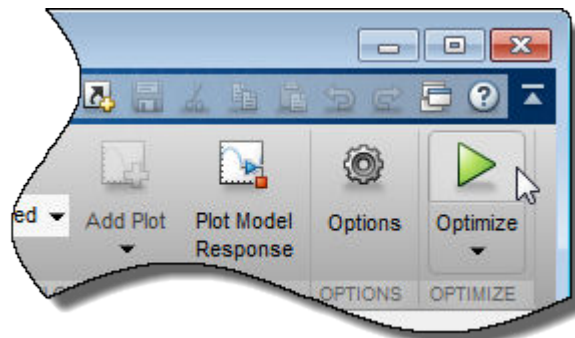 ed
Add Plot
Plot Model
Response
Options
Optimize
OPTIONS
OPTIMIZE